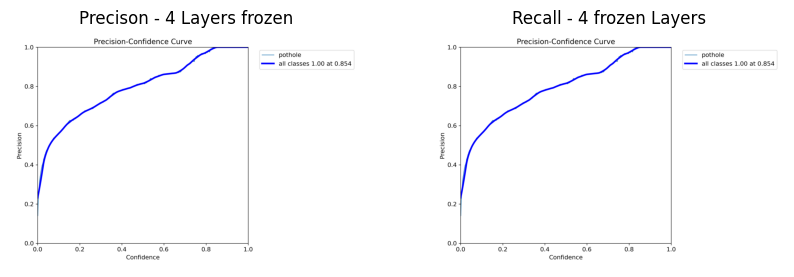 Precison - 4 Layers frozen
Precision-Confidence Curve
1.0
0.8
0.6
0.4
0.2
0.0
Precision
0.0 0.2 0.4 0.6 0.8 1.0
Confidence
pothole
all classes 1.00 at 0.854
Recall - 4 frozen Layers
Precision-Confidence Curve
1.0
0.8
0.6
0.4
0.2
0.0
Precision
0.0 0.2 0.4 0.6 0.8 1.0
Confidence
pothole
all classes 1.00 at 0.854